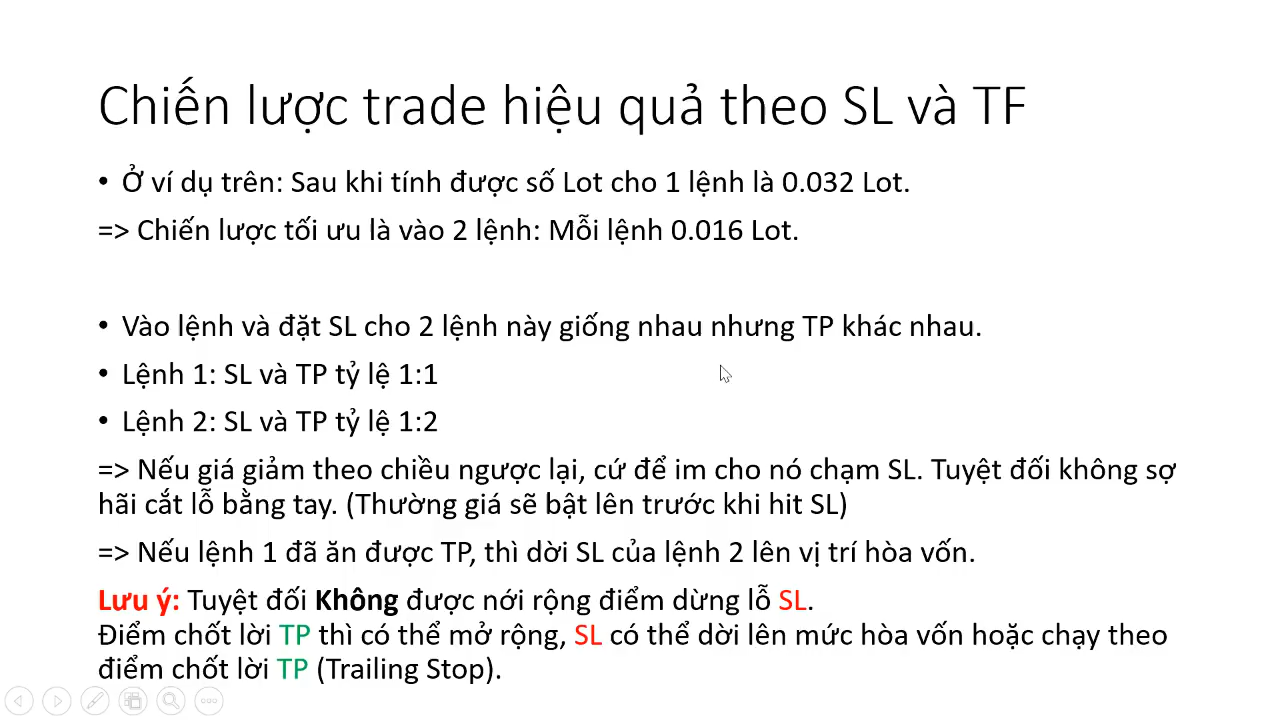 Chiến lược trade hiệu quả theo SL và TF
• Ở ví dụ trên: Sau khi tính được số Lot cho 1 lệnh là 0.032 Lot.
=> Chiến lược tối ưu là vào 2 lệnh: Mỗi lệnh 0.016 Lot.
• Vào lệnh và đặt SL cho 2 lệnh này giống nhau nhưng TP khác nhau.
• Lệnh 1: SL và TP tỷ lệ 1:1
• Lệnh 2: SL và TP tỷ lệ 1:2
=> Nếu giá giảm theo chiều ngược lại, cứ để im cho nó chạm SL. Tuyệt đối không sợ
hãi cắt lỗ bằng tay. (Thường giá sẽ bật lên trước khi hit SL)
=> Nếu lệnh 1 đã ăn được TP, thì dời SL của lệnh 2 lên vị trí hòa vốn.
Lưu ý: Tuyệt đối Không được nới rộng điểm dừng lỗ SL.
Điểm chốt lời TP thì có thể mở rộng, SL có thể dời lên mức hòa vốn hoặc chạy theo
điểm chốt lời TP (Trailing Stop).